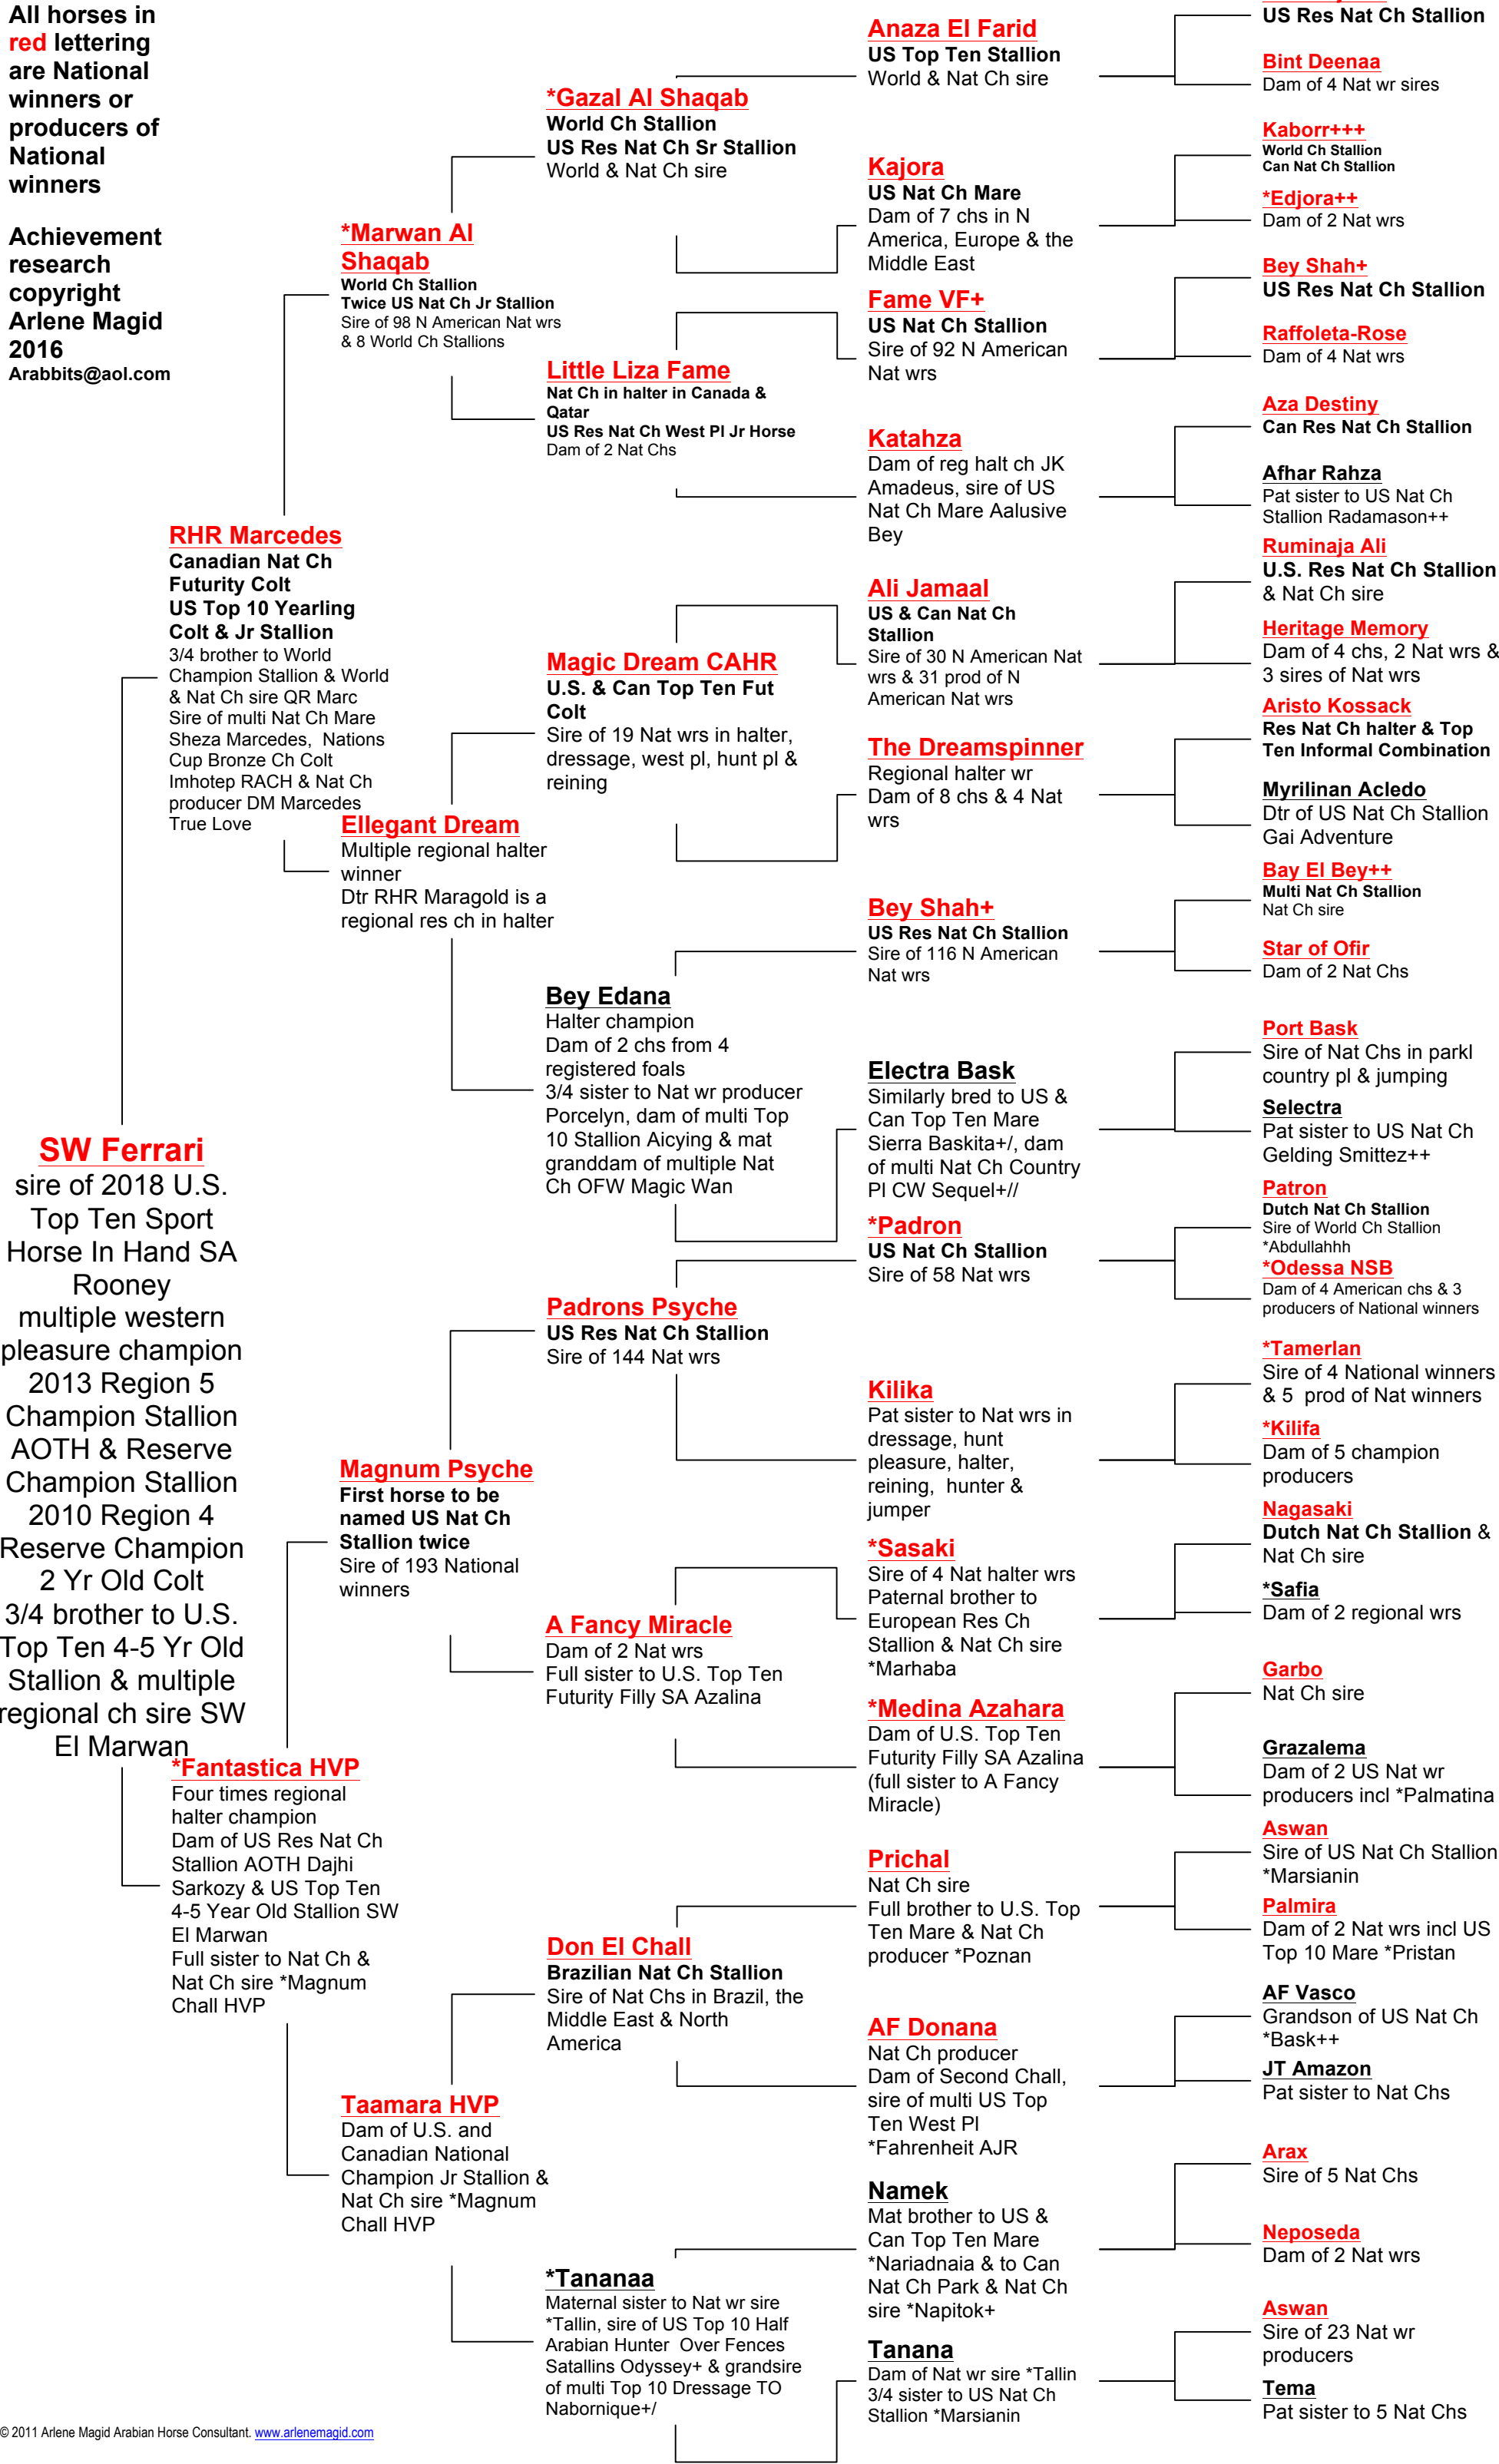 All horses in
red lettering
are National
winners or
producers of
National
winners
Achievement
research
copyright
Arlene Magid
2016
Arabbits@aol.com
SW Ferrari
sire of 2018 U.S.
Top Ten Sport
Horse In Hand SA
Rooney
multiple western
pleasure champion
2013 Region 5
Champion Stallion
AOTH & Reserve
Champion Stallion
2010 Region 4
Reserve Champion
2 Yr Old Colt
3/4 brother to U.S.
Top Ten 4-5 Yr Old
Stallion & multiple
regional ch sire SW
El Marwan
RHR Marcedes
Canadian Nat Ch
Futurity Colt
US Top 10 Yearling
Colt & Jr Stallion
3/4 brother to World
Champion Stallion & World
& Nat Ch sire QR Marc
Sire of multi Nat Ch Mare
Sheza Marcedes, Nations
Cup Bronze Ch Colt
Imhotep RACH & Nat Ch
producer DM Marcedes
True Love
*Fantastica HVP
Four times regional
halter champion
Dam of US Res Nat Ch
Stallion AOTH Dajhi
Sarkozy & US Top Ten
4-5 Year Old Stallion SW
El Marwan
Full sister to Nat Ch &
Nat Ch sire *Magnum
Chall HVP
*Marwan Al
Shaqab
World Ch Stallion
Twice US Nat Ch Jr Stallion
Sire of 98 N American Nat wrs
& 8 World Ch Stallions
Ellegant Dream
Multiple regional halter
winner
Dtr RHR Maragold is a
regional res ch in halter
Magnum Psyche
First horse to be
named US Nat Ch
Stallion twice
Sire of 193 National
winners
Taamara HVP
Dam of U.S. and
Canadian National
Champion Jr Stallion &
Nat Ch sire *Magnum
Chall HVP
*Gazal Al Shaqab
World Ch Stallion
US Res Nat Ch Sr Stallion
World & Nat Ch sire
Little Liza Fame
Nat Ch in halter in Canada &
Qatar
US Res Nat Ch West Pl Jr Horse
Dam of 2 Nat Chs
Magic Dream CAHR
U.S. & Can Top Ten Fut
Colt
Sire of 19 Nat wrs in halter,
dressage, west pl, hunt pl &
reining
Bey Edana
Halter champion
Dam of 2 chs from 4
registered foals
3/4 sister to Nat wr producer
Porcelyn, dam of multi Top
10 Stallion Aicying & mat
granddam of multiple Nat
Ch OFW Magic Wan
Padrons Psyche
US Res Nat Ch Stallion
Sire of 144 Nat wrs
A Fancy Miracle
Dam of 2 Nat wrs
Full sister to U.S. Top Ten
Futurity Filly SA Azalina
Don El Chall
Brazilian Nat Ch Stallion
Sire of Nat Chs in Brazil, the
Middle East & North
America
*Tananaa
Maternal sister to Nat wr sire
*Tallin, sire of US Top 10 Half
Arabian Hunter Over Fences
Satallins Odyssey+ & grandsire
of multi Top 10 Dressage TO
Nabornique+/
Anaza El Farid
US Top Ten Stallion
World & Nat Ch sire
Kajora
US Nat Ch Mare
Dam of 7 chs in N
America, Europe & the
Middle East
Fame VF+
US Nat Ch Stallion
Sire of 92 N American
Nat wrs
Katahza
Dam of reg halt ch JK
Amadeus, sire of US
Nat Ch Mare Aalusive
Bey
Ali Jamaal
US & Can Nat Ch
Stallion
Sire of 30 N American Nat
wrs & 31 prod of N
American Nat wrs
The Dreamspinner
Regional halter wr
Dam of 8 chs & 4 Nat
wrs
Bey Shah+
US Res Nat Ch Stallion
Sire of 116 N American
Nat wrs
Electra Bask
Similarly bred to US &
Can Top Ten Mare
Sierra Baskita+/, dam
of multi Nat Ch Country
Pl CW Sequel+//
*Padron
US Nat Ch Stallion
Sire of 58 Nat wrs
Kilika
Pat sister to Nat wrs in
dressage, hunt
pleasure, halter,
reining, hunter &
jumper
*Sasaki
Sire of 4 Nat halter wrs
Paternal brother to
European Res Ch
Stallion & Nat Ch sire
*Marhaba
*Medina Azahara
Dam of U.S. Top Ten
Futurity Filly SA Azalina
(full sister to A Fancy
Miracle)
Prichal
Nat Ch sire
Full brother to U.S. Top
Ten Mare & Nat Ch
producer *Poznan
AF Donana
Nat Ch producer
Dam of Second Chall,
sire of multi US Top
Ten West Pl
*Fahrenheit AJR
Namek
Mat brother to US &
Can Top Ten Mare
*Nariadnaia & to Can
Nat Ch Park & Nat Ch
sire *Napitok+
Tanana
Dam of Nat wr sire *Tallin
3/4 sister to US Nat Ch
Stallion *Marsianin
US Res Nat Ch Stallion
Bint Deenaa
Dam of 4 Nat wr sires
Kaborr+++
World Ch Stallion
Can Nat Ch Stallion
*Edjora++
Dam of 2 Nat wrs
Bey Shah+
US Res Nat Ch Stallion
Raffoleta-Rose
Dam of 4 Nat wrs
Aza Destiny
Can Res Nat Ch Stallion
Afhar Rahza
Pat sister to US Nat Ch
Stallion Radamason++
Ruminaja Ali
U.S. Res Nat Ch Stallion
& Nat Ch sire
Heritage Memory
Dam of 4 chs, 2 Nat wrs &
3 sires of Nat wrs
Aristo Kossack
Res Nat Ch halter & Top
Ten Informal Combination
Myrilinan Acledo
Dtr of US Nat Ch Stallion
Gai Adventure
Bay El Bey++
Multi Nat Ch Stallion
Nat Ch sire
Star of Ofir
Dam of 2 Nat Chs
Port Bask
Sire of Nat Chs in parkl
country pl & jumping
Selectra
Pat sister to US Nat Ch
Gelding Smittez++
Patron
Dutch Nat Ch Stallion
Sire of World Ch Stallion
*Abdullahhh
*Odessa NSB
Dam of 4 American chs & 3
producers of National winners
*Tamerlan
Sire of 4 National winners
& 5 prod of Nat winners
*Kilifa
Dam of 5 champion
producers
Nagasaki
Dutch Nat Ch Stallion &
Nat Ch sire
*Safia
Dam of 2 regional wrs
Garbo
Nat Ch sire
Grazalema
Dam of 2 US Nat wr
producers incl *Palmatina
Aswan
Sire of US Nat Ch Stallion
*Marsianin
Palmira
Dam of 2 Nat wrs incl US
Top 10 Mare *Pristan
AF Vasco
Grandson of US Nat Ch
*Bask++
JT Amazon
Pat sister to Nat Chs
Arax
Sire of 5 Nat Chs
Neposeda
Dam of 2 Nat wrs
Aswan
Sire of 23 Nat wr
producers
Tema
Pat sister to 5 Nat Chs
© 2011 Arlene Magid Arabian Horse Consultant. www.arlenemagid.com